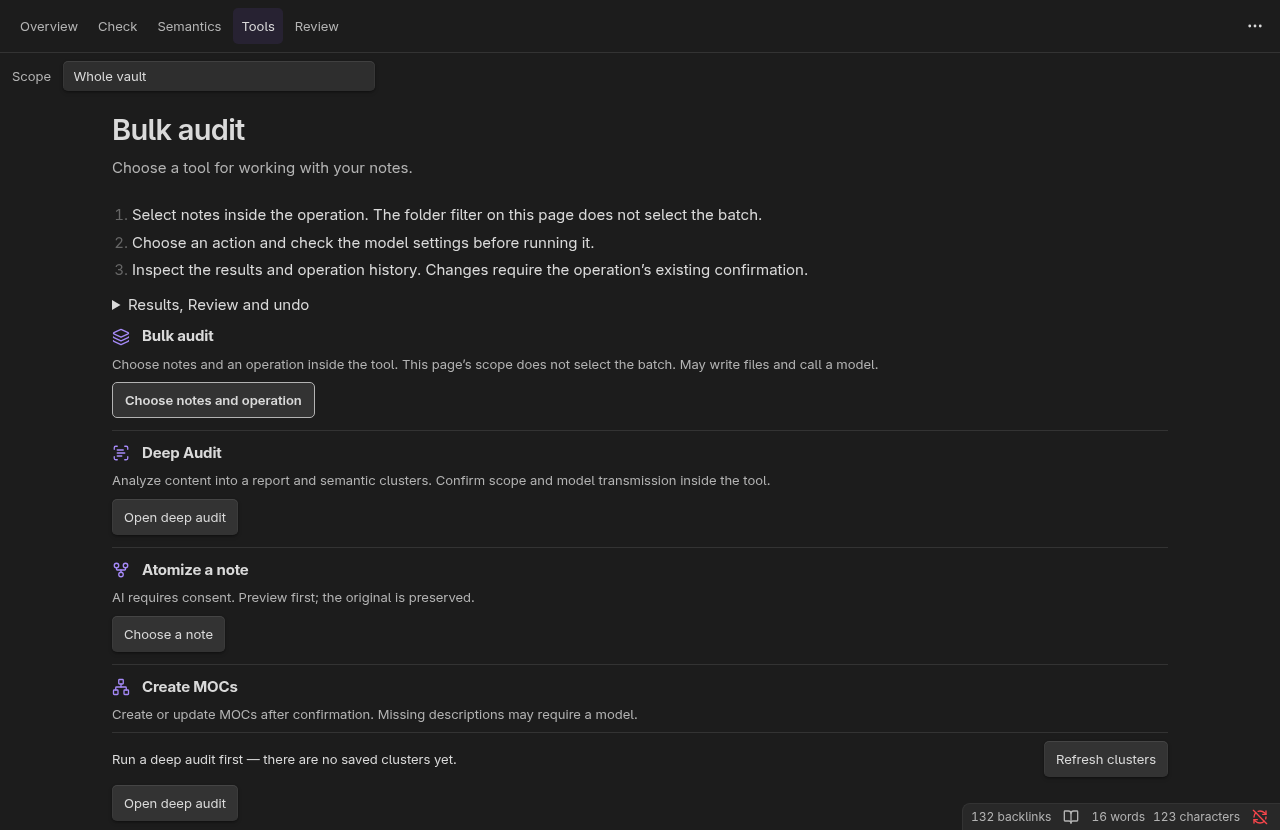 Overview Check Semantics Tools Review
Scope Whole vault
Bulk audit
Choose a tool for working with your notes.
1. Select notes inside the operation. The folder filter on this page does not select the batch.
2. Choose an action and check the model settings before running it.
3. Inspect the results and operation history. Changes require the operation’s existing confirmation.
Results, Review and undo
Bulk audit
Choose notes and an operation inside the tool. This page’s scope does not select the batch. May write files and call a model.
Choose notes and operation
Deep Audit
Analyze content into a report and semantic clusters. Confirm scope and model transmission inside the tool.
Open deep audit
Atomize a note
AI requires consent. Preview first; the original is preserved.
Choose a note
Create MOCs
Create or update MOCs after confirmation. Missing descriptions may require a model.
Run a deep audit first — there are no saved clusters yet. Refresh clusters
Open deep audit
132 backlinks 16 words 123 characters